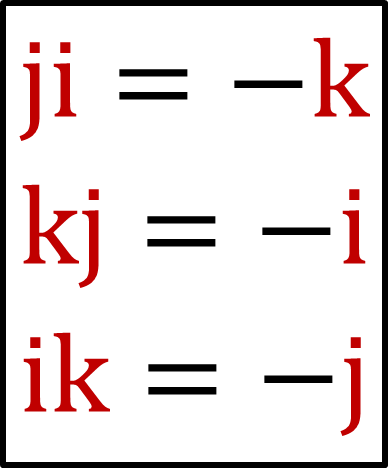 ji = −k
kj = −i
ik = −j